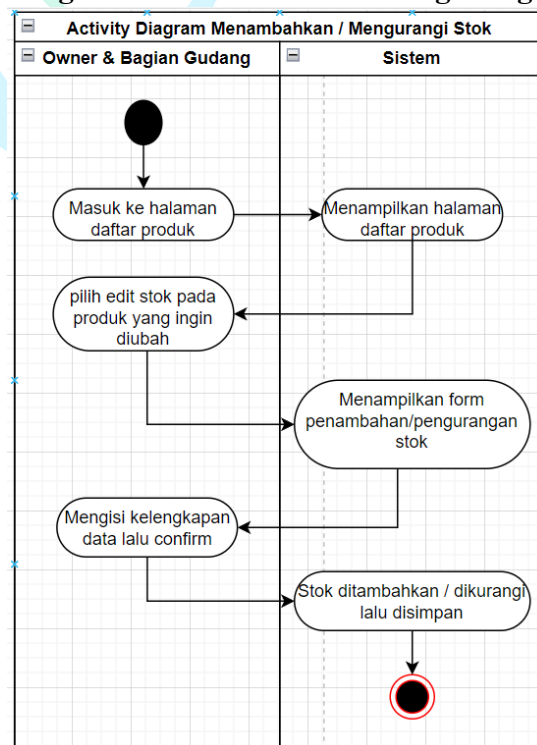 Activity Diagram Menambahkan / Mengurangi Stok
Owner & Bagian Gudang
Sistem
Masuk ke halaman
daftar produk
Menampilkan halaman
daftar produk
pilih edit stok pada
produk yang ingin
diubah
Menampilkan form
penambahan/pengurangan
stok
Mengisi kelengkapan
data lalu confirm
Stok ditambahkan / dikurangi
lalu disimpan